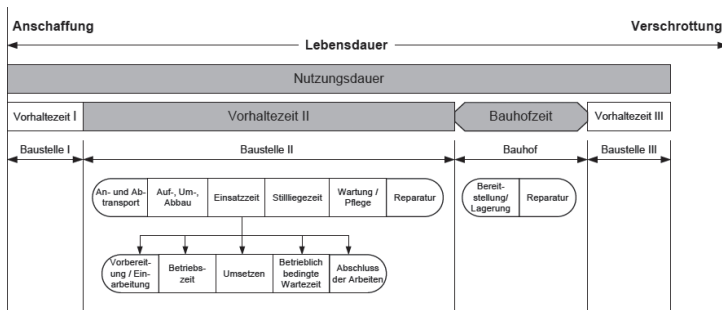 Anschaffung
Verschrottung
Lebensdauer
Nutzungsdauer
Vorhaltezeit I
Vorhaltezeit II
Bauhofzeit
Vorhaltezeit III
Baustelle I
Baustelle II
Bauhof
Baustelle III
An- und Ab-
transport
Auf-, Um-,
Abbau
Einsatzzeit
Stillliegezeit
Wartung /
Pflege
Reparatur
Bereit-
stellung/
Lagerung
Reparatur
Vorbereit-
ung / Ein-
arbeitung
Betriebs-
zeit
Umsetzen
Betrieblich
bedingte
Wartezeit
Abschluss
der Arbeiten